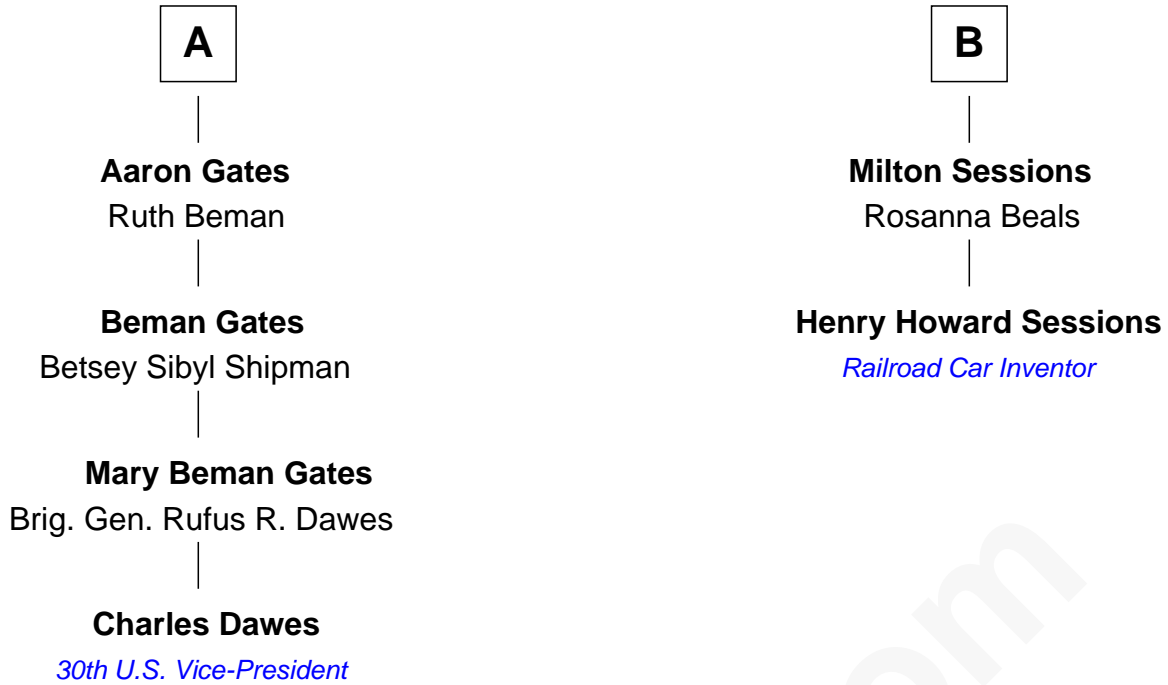 A
Aaron Gates
Ruth Beman
Beman Gates
Betsey Sibyl Shipman
Mary Beman Gates
Brig. Gen. Rufus R. Dawes
Charles Dawes
30th U.S. Vice-President
B
Milton Sessions
Rosanna Beals
Henry Howard Sessions
Railroad Car Inventor
om